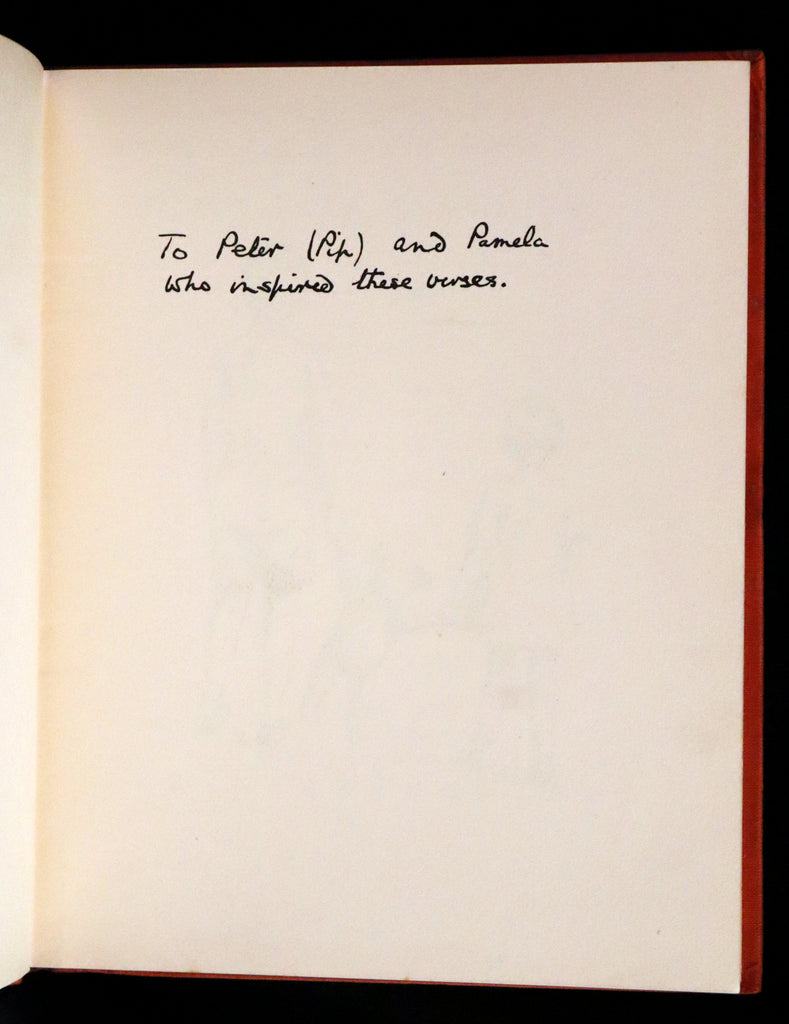 To Peter (Pip) and Pamela
who inspired these verses.